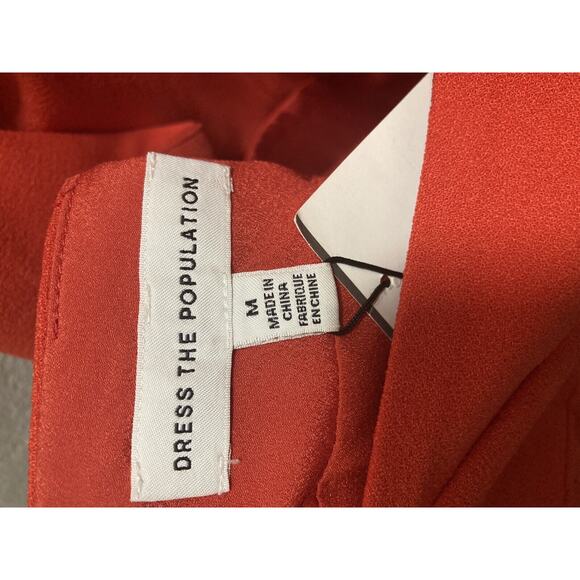 DRESS THE POPULATION
M
MADE IN
CHINA
FABRIQUE
EN CHINE